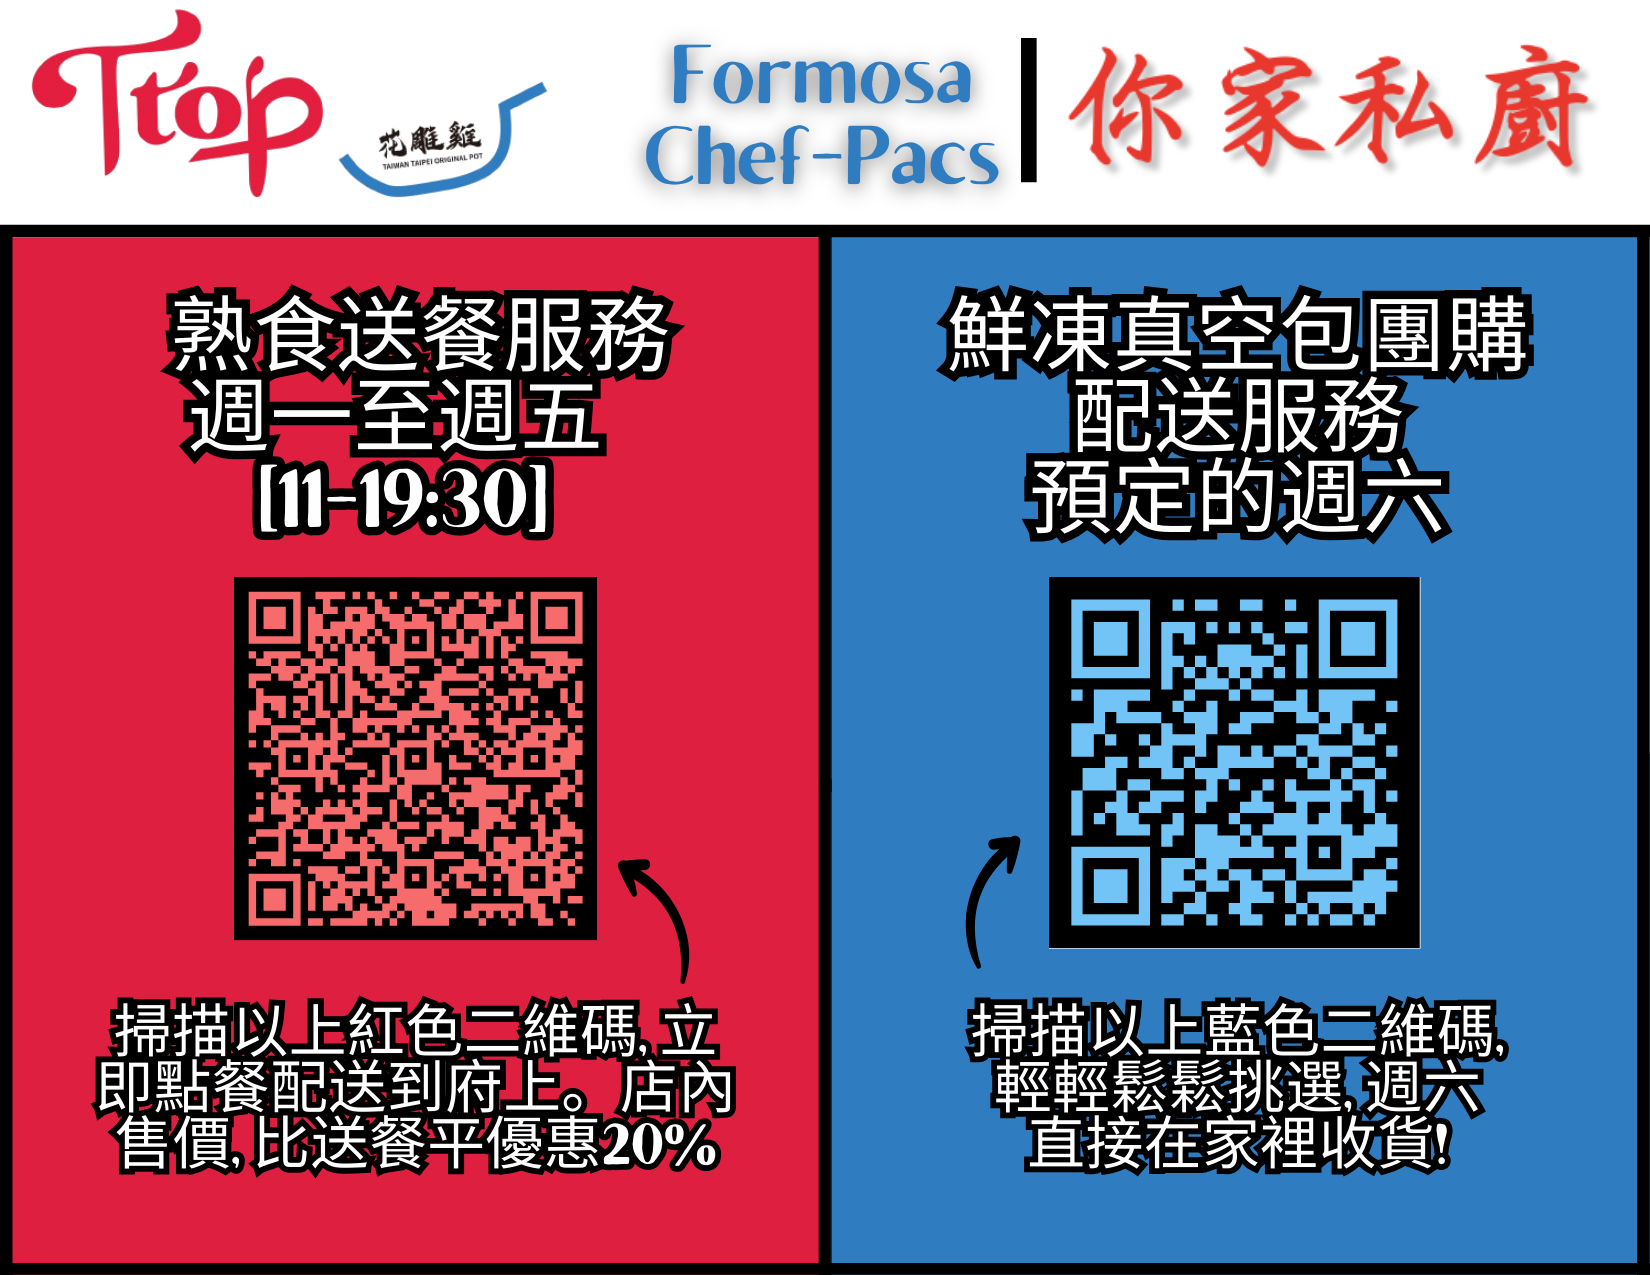 Ttop
花雕雞
TAIWAN TAIPEI ORIGINAL POT
Formosa
Chef-Pacs
你家私廚
熟食送餐服務
週一至週五
[11-19:30]
掃描以上紅色二維碼, 立
即點餐配送到府上。店內
售價, 比送餐平優惠20%
鮮凍真空包團購
配送服務
預定的週六
掃描以上藍色二維碼,
輕輕鬆鬆挑選, 週六
直接在家裡收貨!